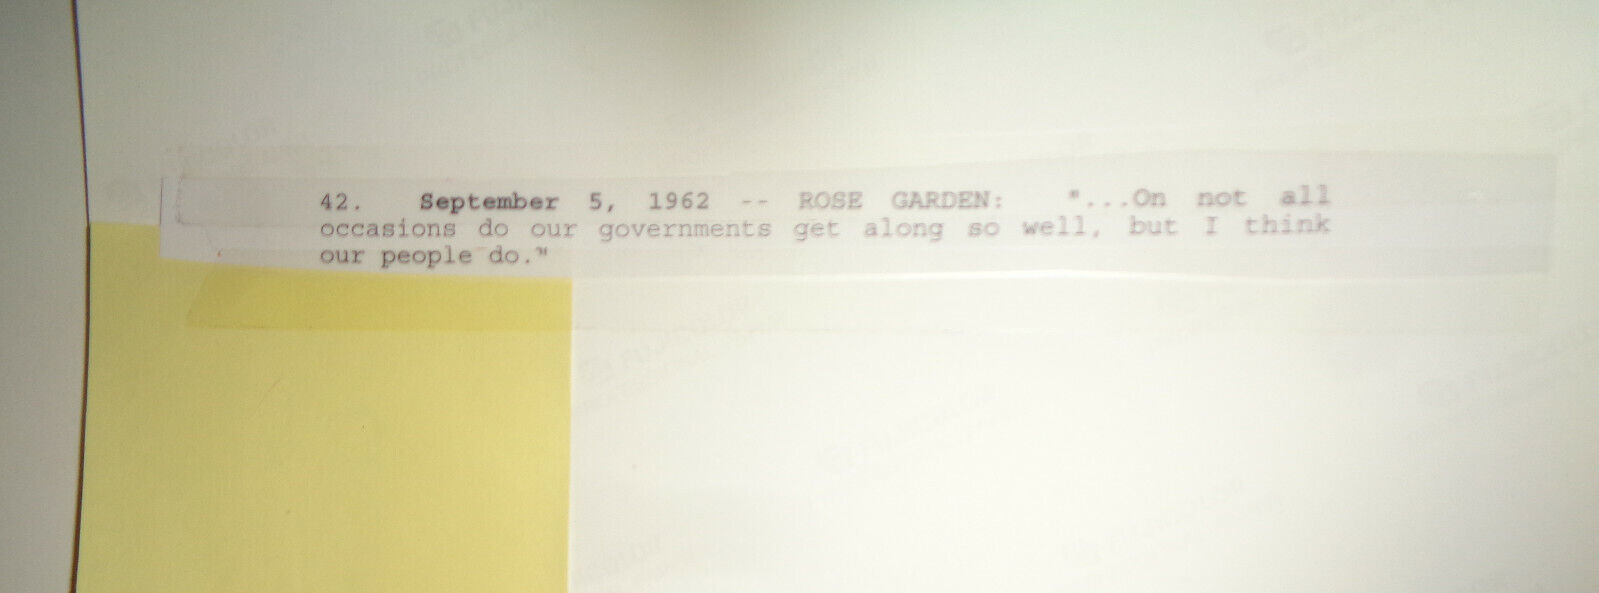 42. September 5, 1962 -- ROSE GARDEN: "...On not all
occasions do our governments get along so well, but I think
our people do."